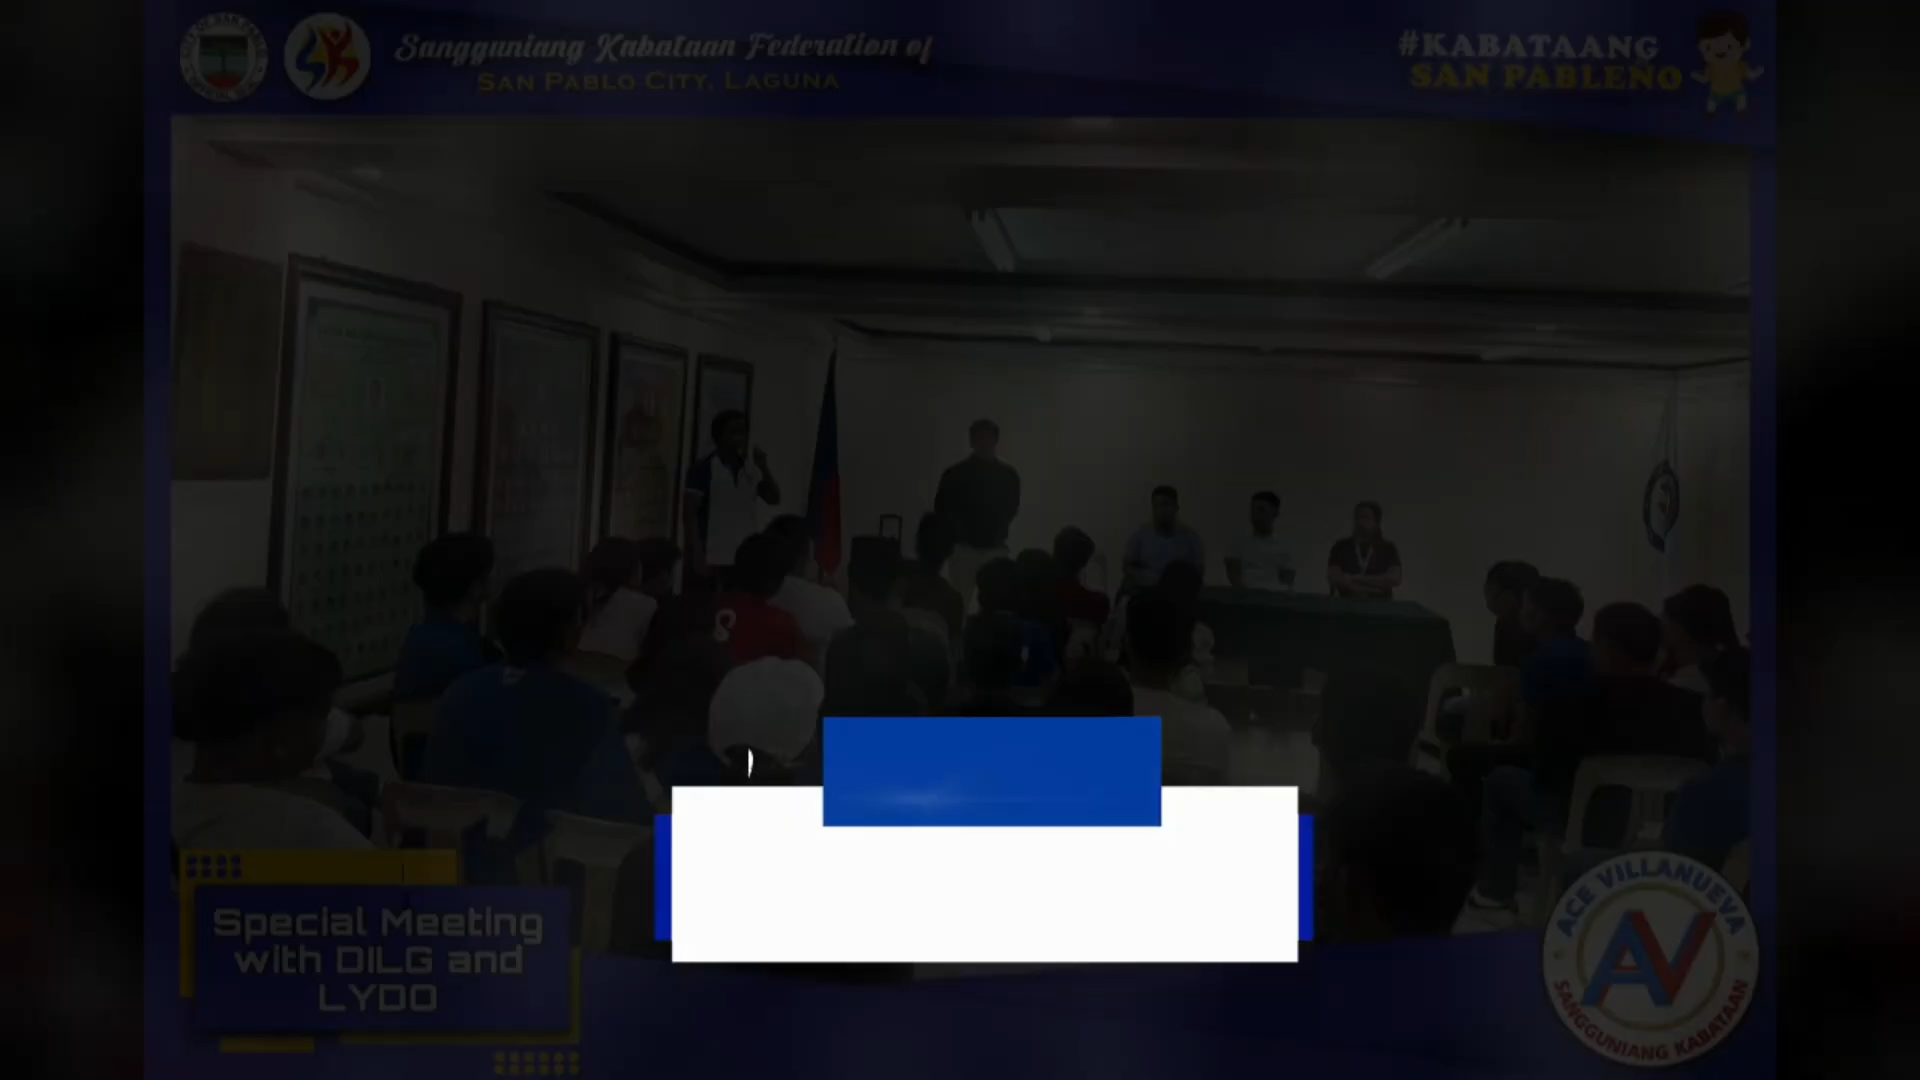 Sangguniang Kabataan Federation of
SAN PABLO CITY, LAGUNA
#KABATAANG
SAN PABLEÑO
Special Meeting
with DILG and
LYDO
ACE VILLANUEVA
AV
SANGGUNIANG KABATAAN